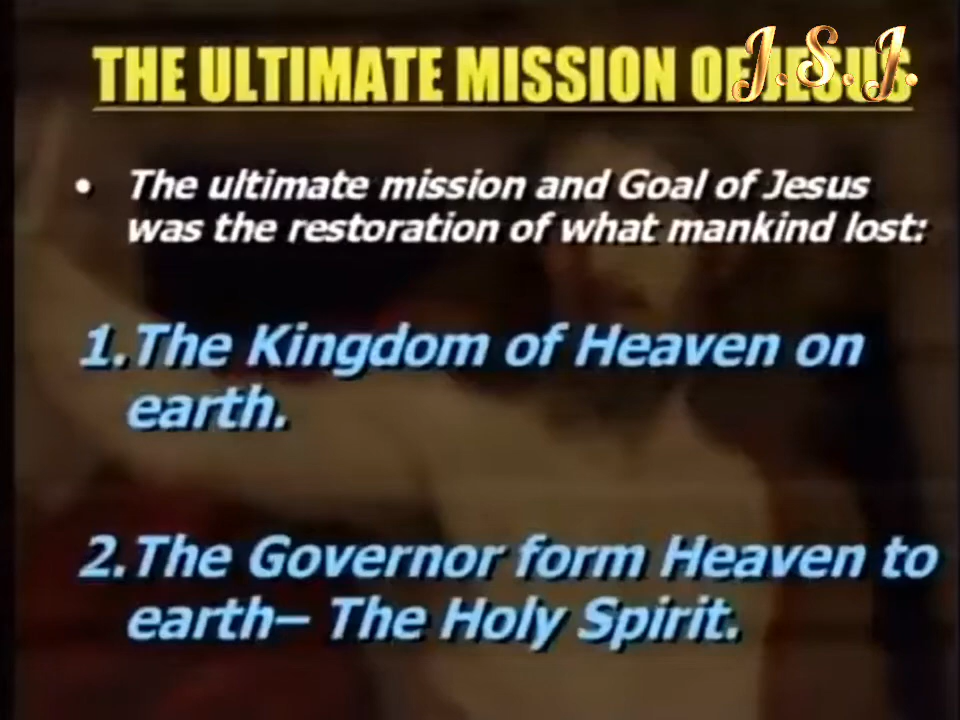 THE ULTIMATE MISSION OF JESUS
J.S.J.
• The ultimate mission and Goal of Jesus
was the restoration of what mankind lost:
1. The Kingdom of Heaven on
earth.
2. The Governor form Heaven to
earth– The Holy Spirit.